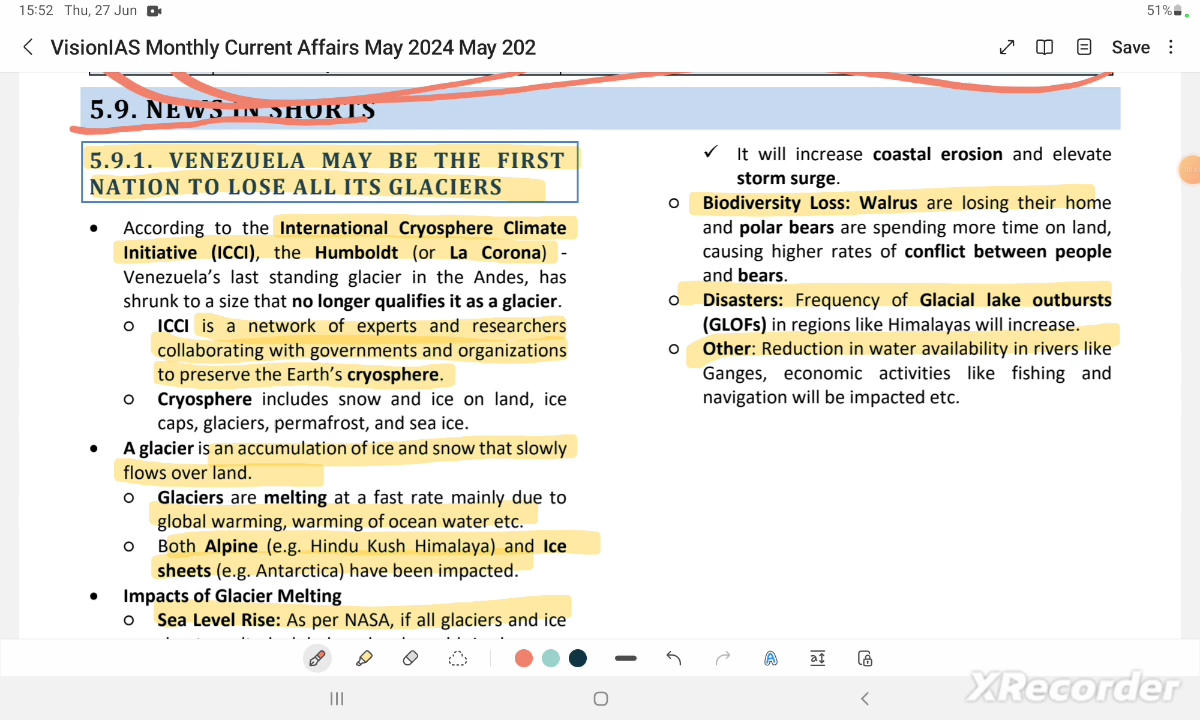 15:52 Thu, 27 Jun
51%
VisionIAS Monthly Current Affairs May 2024 May 202
Save
5.9. NEWS IN SHORTS
5.9.1. VENEZUELA MAY BE THE FIRST
NATION TO LOSE ALL ITS GLACIERS
● According to the International Cryosphere Climate
Initiative (ICCI), the Humboldt (or La Corona) -
Venezuela's last standing glacier in the Andes, has
shrunk to a size that no longer qualifies it as a glacier.
○ ICCI is a network of experts and researchers
collaborating with governments and organizations
to preserve the Earth's cryosphere.
○ Cryosphere includes snow and ice on land, ice
caps, glaciers, permafrost, and sea ice.
● A glacier is an accumulation of ice and snow that slowly
flows over land.
○ Glaciers are melting at a fast rate mainly due to
global warming, warming of ocean water etc.
○ Both Alpine (e.g. Hindu Kush Himalaya) and Ice
sheets (e.g. Antarctica) have been impacted.
● Impacts of Glacier Melting
○ Sea Level Rise: As per NASA, if all glaciers and ice
✓ It will increase coastal erosion and elevate
storm surge.
○ Biodiversity Loss: Walrus are losing their home
and polar bears are spending more time on land,
causing higher rates of conflict between people
and bears.
○ Disasters: Frequency of Glacial lake outbursts
(GLOFs) in regions like Himalayas will increase.
○ Other: Reduction in water availability in rivers like
Ganges, economic activities like fishing and
navigation will be impacted etc.
XRecorder